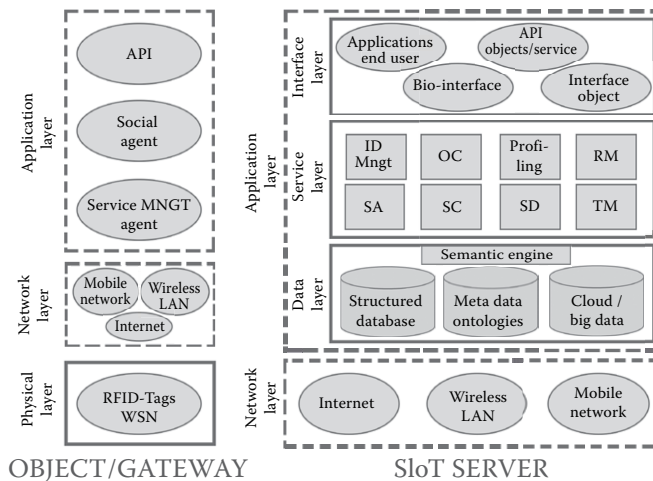 API
Social
agent
Service MNGT
agent
Application
layer
Mobile
network
Wireless
LAN
Internet
Network
layer
RFID-Tags
WSN
Physical
layer
OBJECT/GATEWAY
Applications
end user
API
objects/service
Bio-interface
Interface
object
Interface
layer
ID
Mngt
OC
Profi-
ling
RM
SA
SC
SD
TM
Service
layer
Application
layer
Semantic engine
Structured
database
Meta data
ontologies
Cloud /
big data
Data
layer
Internet
Wireless
LAN
Mobile
network
Network
layer
SIoT SERVER